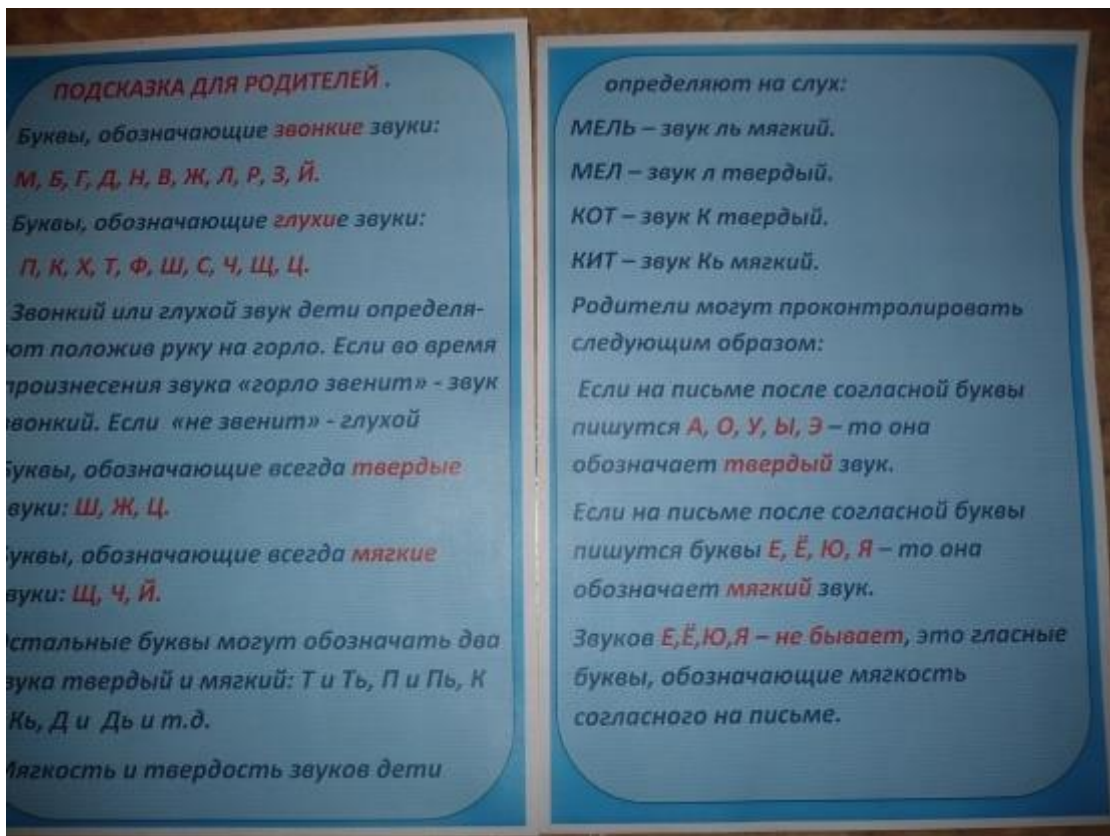 ПОДСКАЗКА ДЛЯ РОДИТЕЛЕЙ .
Буквы, обозначающие звонкие звуки:
М, Б, Г, Д, Н, В, Ж, Л, Р, З, Й.
Буквы, обозначающие глухие звуки:
П, К, Х, Т, Ф, Ш, С, Ч, Щ, Ц.
Звонкий или глухой звук дети определя-
ют положив руку на горло. Если во время
произнесения звука «горло звенит» - звук
звонкий. Если «не звенит» - глухой
Буквы, обозначающие всегда твердые
звуки: Ш, Ж, Ц.
Буквы, обозначающие всегда мягкие
звуки: Щ, Ч, Й.
Остальные буквы могут обозначать два
звука твердый и мягкий: Т и Ть, П и Пь, К
Кь, Д и Дь и т.д.
Мягкость и твердость звуков дети
определяют на слух:
МЕЛЬ – звук ль мягкий.
МЕЛ – звук л твердый.
КОТ – звук К твердый.
КИТ – звук Кь мягкий.
Родители могут проконтролировать
следующим образом:
Если на письме после согласной буквы
пишутся А, О, У, Ы, Э – то она
обозначает твердый звук.
Если на письме после согласной буквы
пишутся буквы Е, Ё, Ю, Я – то она
обозначает мягкий звук.
Звуков Е,Ё,Ю,Я – не бывает, это гласные
буквы, обозначающие мягкость
согласного на письме.